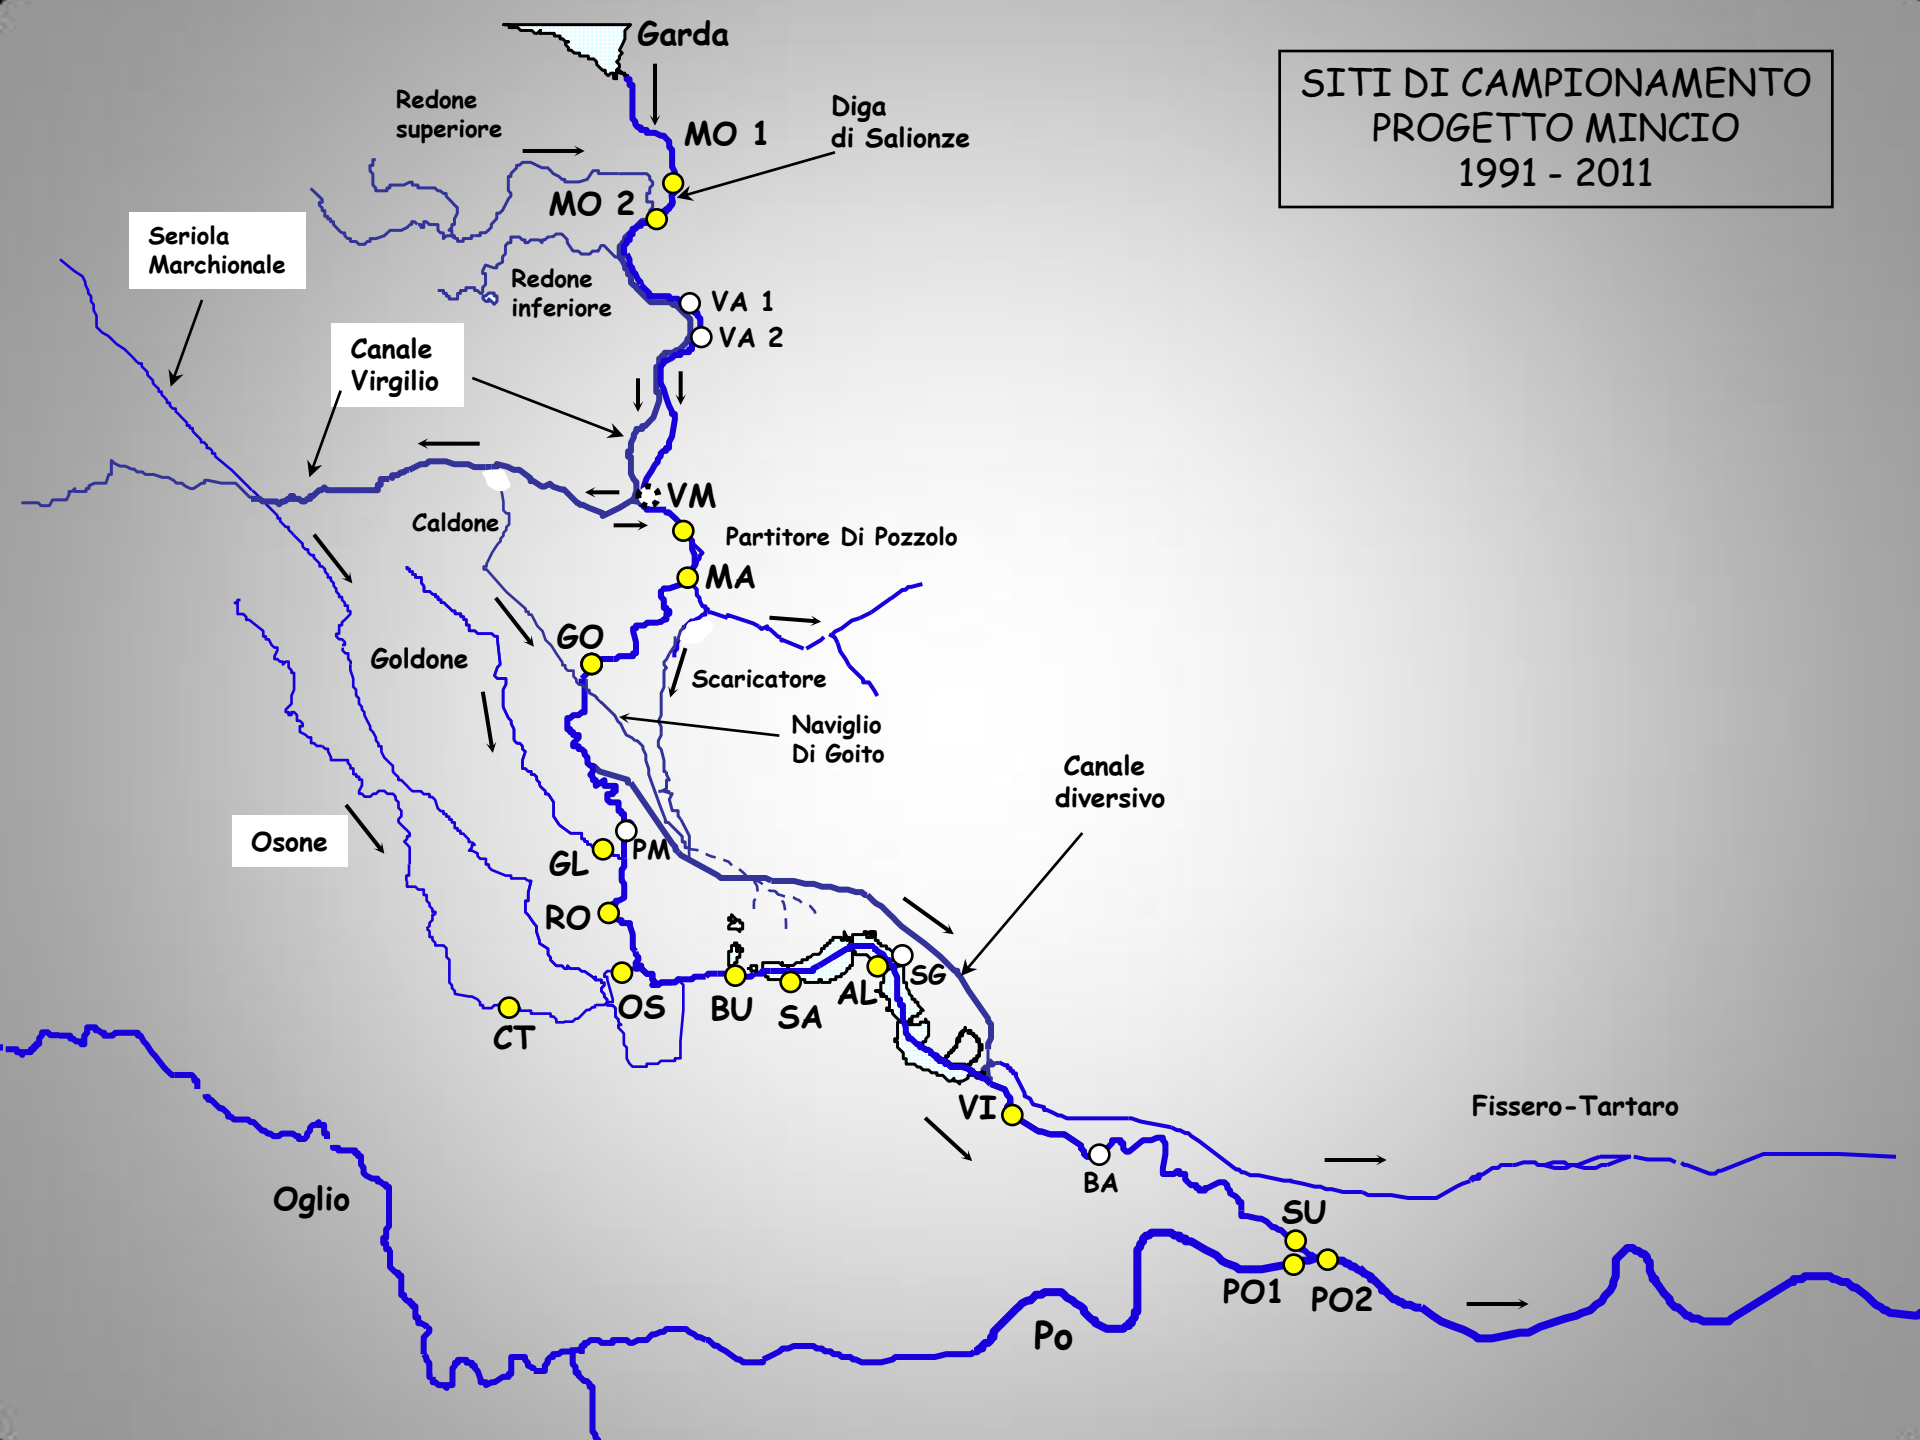 Garda
SITI DI CAMPIONAMENTO
PROGETTO MINCIO
1991 - 2011
Redone
superiore
Diga
di Salionze
MO 1
MO 2
Seriola
Marchionale
Redone
inferiore
VA 1
VA 2
Canale
Virgilio
VM
Caldone
Partitore Di Pozzolo
MA
GO
Goldone
Scaricatore
Naviglio
Di Goito
Canale
diversivo
Osone
PM
GL
RO
SG
AL
OS
BU
SA
CT
VI
Fissero-Tartaro
BA
Oglio
SU
PO1
PO2
Po